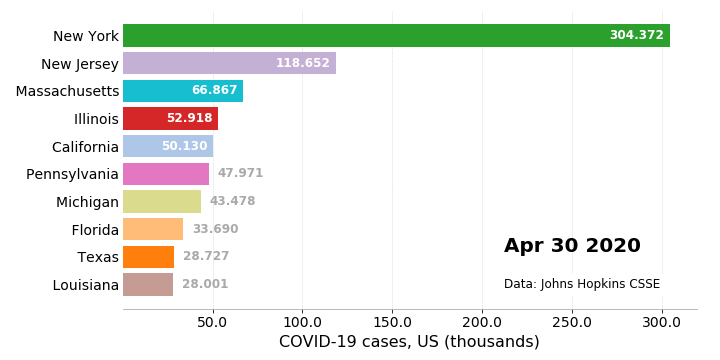 New York 304.372
New Jersey 118.652
Massachusetts 66.867
Illinois 52.918
California 50.130
Pennsylvania 47.971
Michigan 43.478
Florida 33.690
Texas 28.727
Louisiana 28.001
Apr 30 2020
Data: Johns Hopkins CSSE
50.0 100.0 150.0 200.0 250.0 300.0
COVID-19 cases, US (thousands)